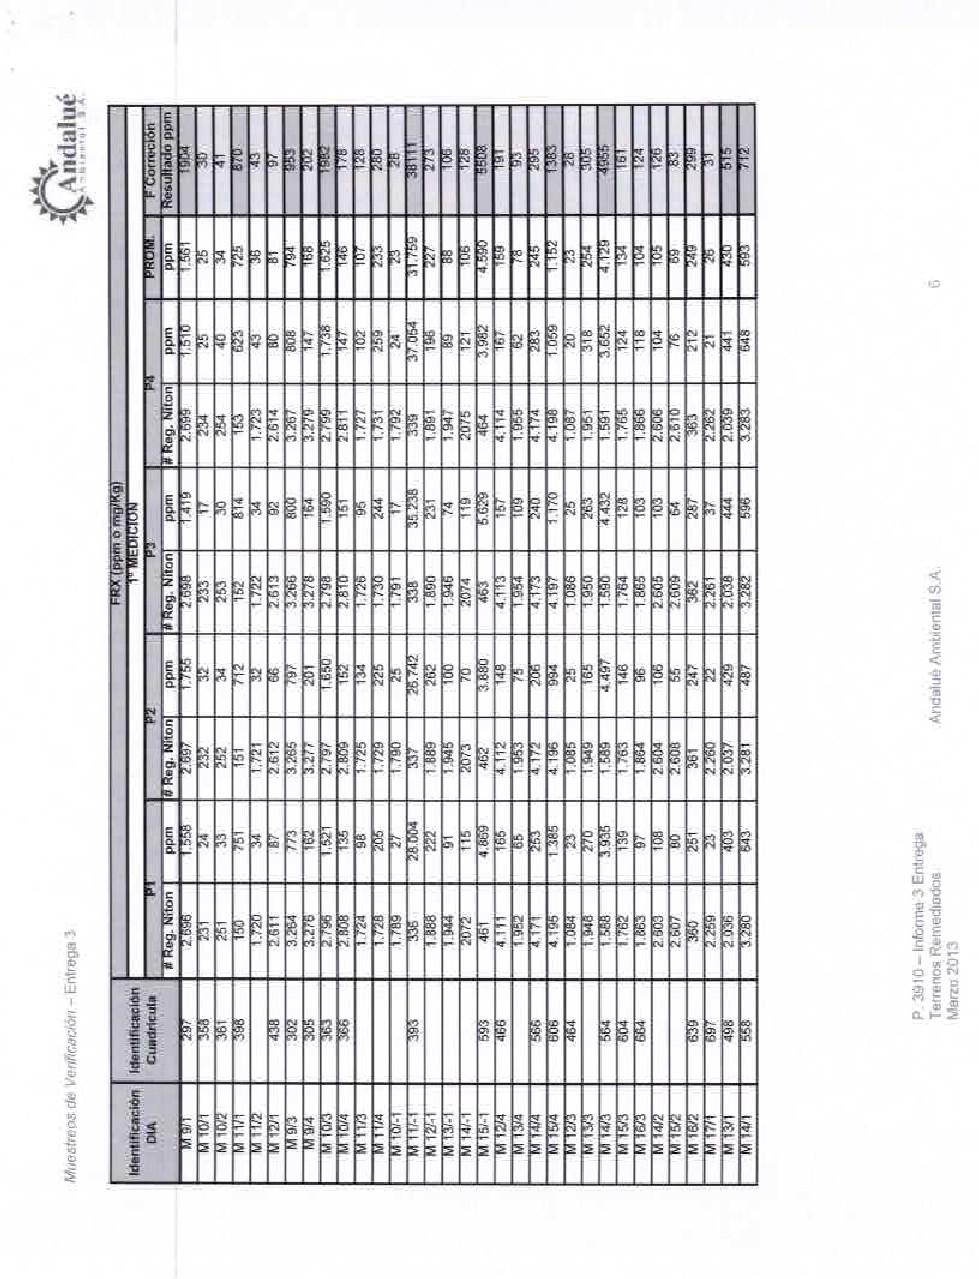 Muestreos de Verificación – Entrega 3
Andalué
Ambiental S.A.
FRX (ppm o mg/Kg)
1º MEDICION
Identificación DIA Identificación Cuadrícula P1 P2 P3 P4 PROM. F°Correción
# Reg. Niton ppm # Reg. Niton ppm # Reg. Niton ppm # Reg. Niton ppm ppm Resultado ppm
M 9/1 297 2.696 1.558 2.697 1.755 2.698 1.419 2.699 1.510 1.561 1904
M 10/1 358 231 24 232 32 233 17 234 25 25 30
M 10/2 361 251 33 252 34 253 30 254 40 34 41
M 11/1 398 150 751 151 712 152 814 153 623 725 870
M 11/2 1.720 34 1.721 32 1.722 34 1.723 43 36 43
M 12/1 438 2.611 87 2.612 66 2.613 92 2.614 80 81 97
M 9/3 302 3.264 773 3.265 797 3.266 800 3.267 808 794 953
M 9/4 305 3.276 162 3.277 201 3.278 164 3.279 147 168 202
M 10/3 363 2.796 1.521 2.797 1.650 2.798 1.590 2.799 1.738 1.625 1982
M 10/4 366 2.808 135 2.809 152 2.810 151 2.811 147 146
M 11/3 1.724 98 1.725 134 1.726 95 1.727 102 107 128
M 11/4 1.728 205 1.729 225 1.730 244 1.731 259 233 280
M 10/-1 1.789 27 1.790 25 1.791 17 1.792 24 23 28
M 11/-1 393 336 28.004 337 26.742 338 35.238 339 37.054 31.759 38111
M 12/-1 1.888 222 1.889 262 1.890 231 1.891 196 227 273
M 13/-1 1.944 91 1.945 100 1.946 74 1.947 89 88 106
M 14/-1 2072 115 2073 70 2074 119 2075 121 106 128
M 15/-1 593 461 4.869 462 3.880 463 5.629 464 3.982 4.590 5508
M 12/4 466 4.111 165 4.112 148 4.113 157 4.114 167 159 191
M 13/4 1.952 65 1.953 75 1.954 109 1.955 62 78 93
M 14/4 566 4.171 253 4.172 206 4.173 240 4.174 283 245 295
M 15/4 606 4.195 1.385 4.196 994 4.197 1.170 4.198 1.059 1.152 1383
M 12/3 464 1.084 23 1.085 25 1.086 25 1.087 20 23 28
M 13/3 1.948 270 1.949 165 1.950 263 1.951 318 254 305
M 14/3 564 1.588 3.935 1.589 4.497 1.590 4.432 1.591 3.652 4.129 4955
M 15/3 604 1.762 139 1.763 146 1.764 128 1.765 124 134 161
M 16/3 664 1.863 97 1.864 96 1.865 103 1.866 118 104 124
M 14/2 2.603 108 2.604 106 2.605 103 2.606 104 105 126
M 15/2 2.607 80 2.608 55 2.609 64 2.610 76 69 83
M 16/2 639 360 251 361 247 362 287 363 212 249 299
M 17/1 697 2.259 23 2.260 22 2.261 37 2.262 21 26 31
M 13/1 498 2.036 403 2.037 429 2.038 444 2.039 441 430 515
M 14/1 558 3.280 643 3.281 487 3.282 596 3.283 648 593 712
P. 3910 – Informe 3 Entrega
Terrenos Remediados
Marzo 2013
Andalué Ambiental S.A.
6